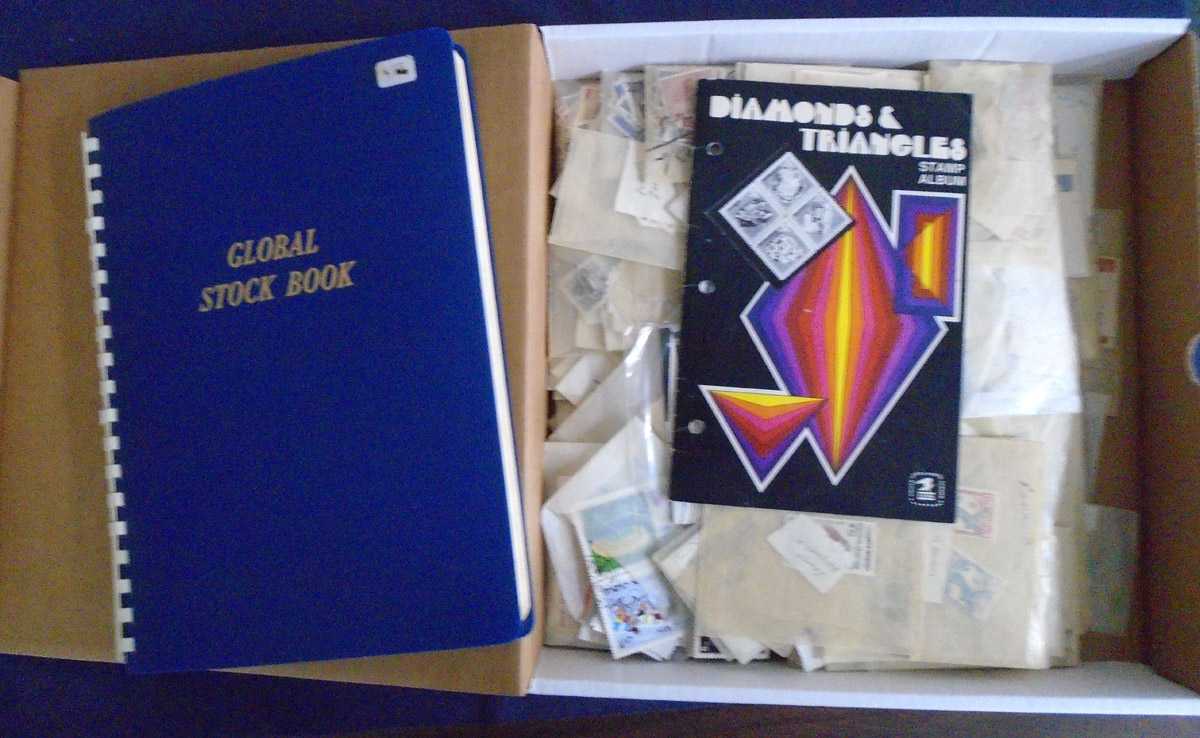 GLOBAL
STOCK BOOK
DIAMONDS &
TRIANGLES
STAMP
ALBUM